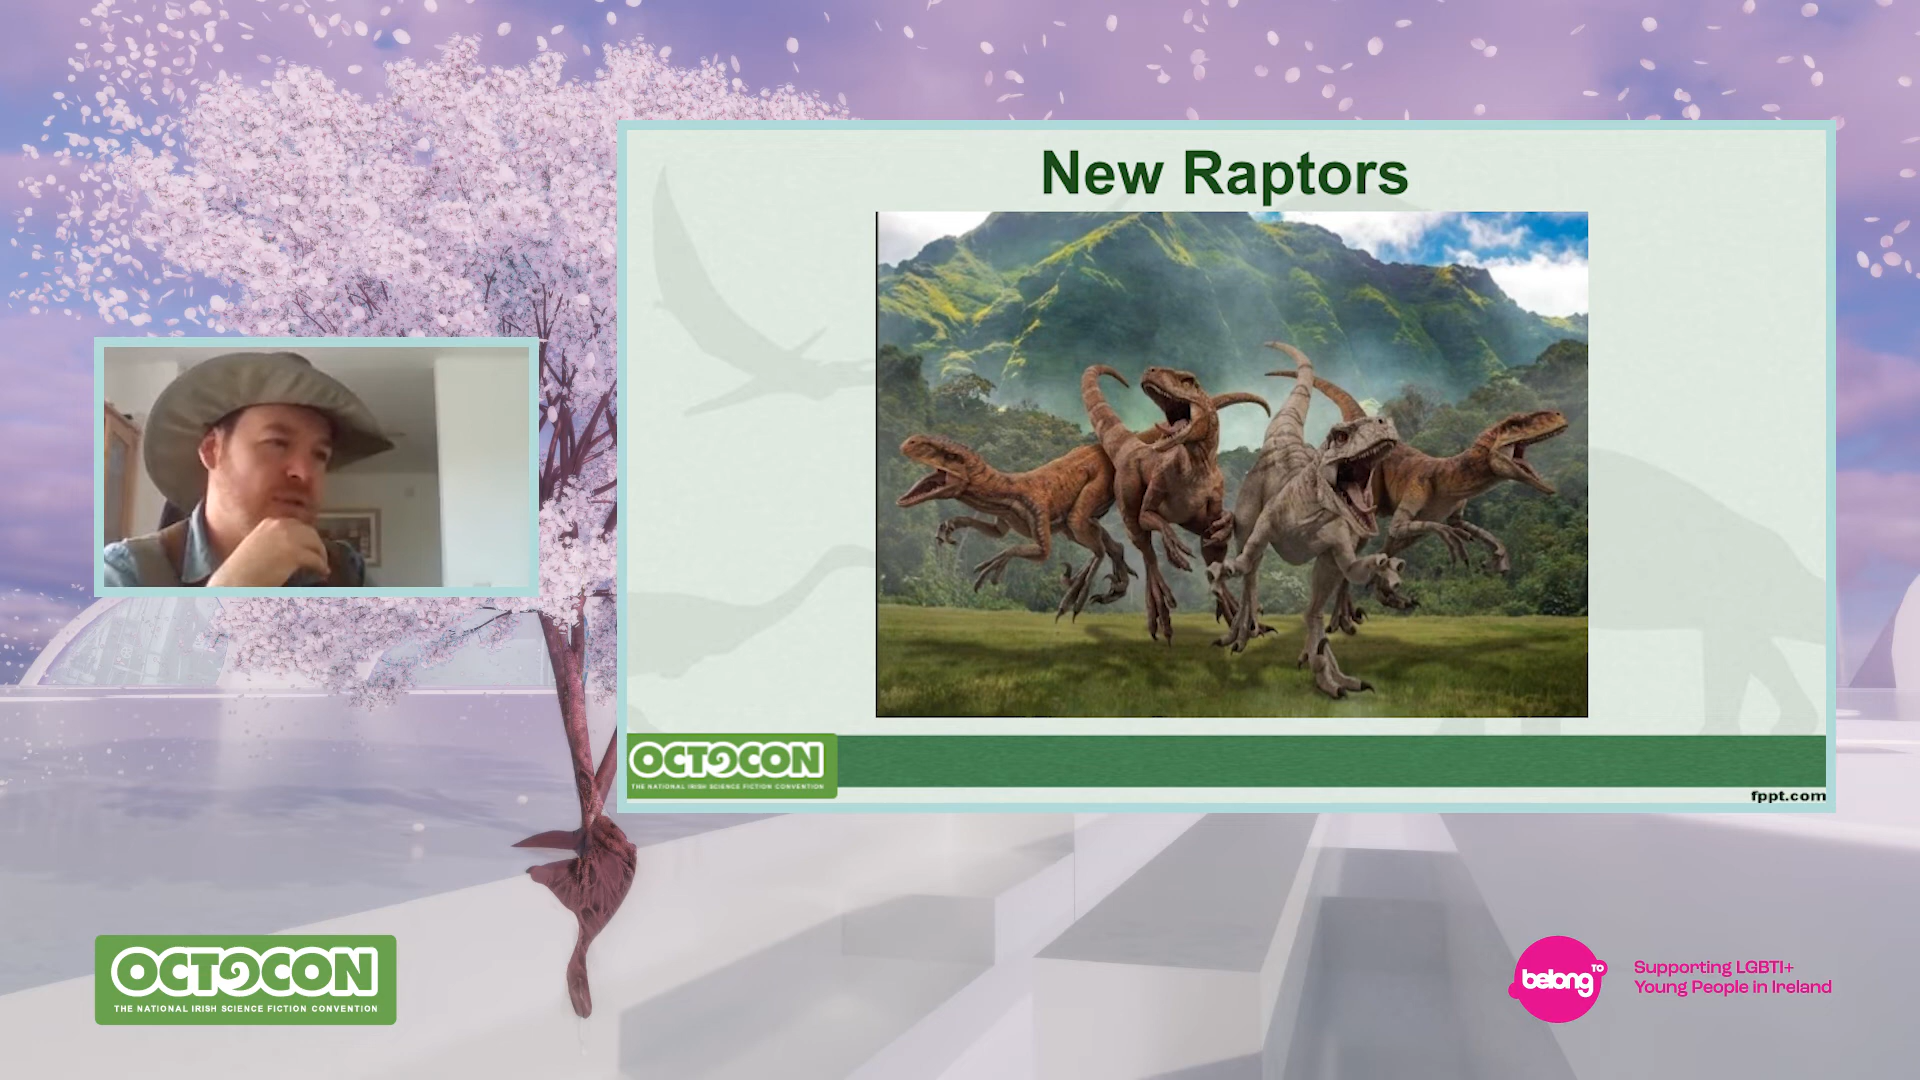 New Raptors
OCTOCON
THE NATIONAL IRISH SCIENCE FICTION CONVENTION
fppt.com
OCTOCON
THE NATIONAL IRISH SCIENCE FICTION CONVENTION
belong TO
Supporting LGBTI+
Young People in Ireland